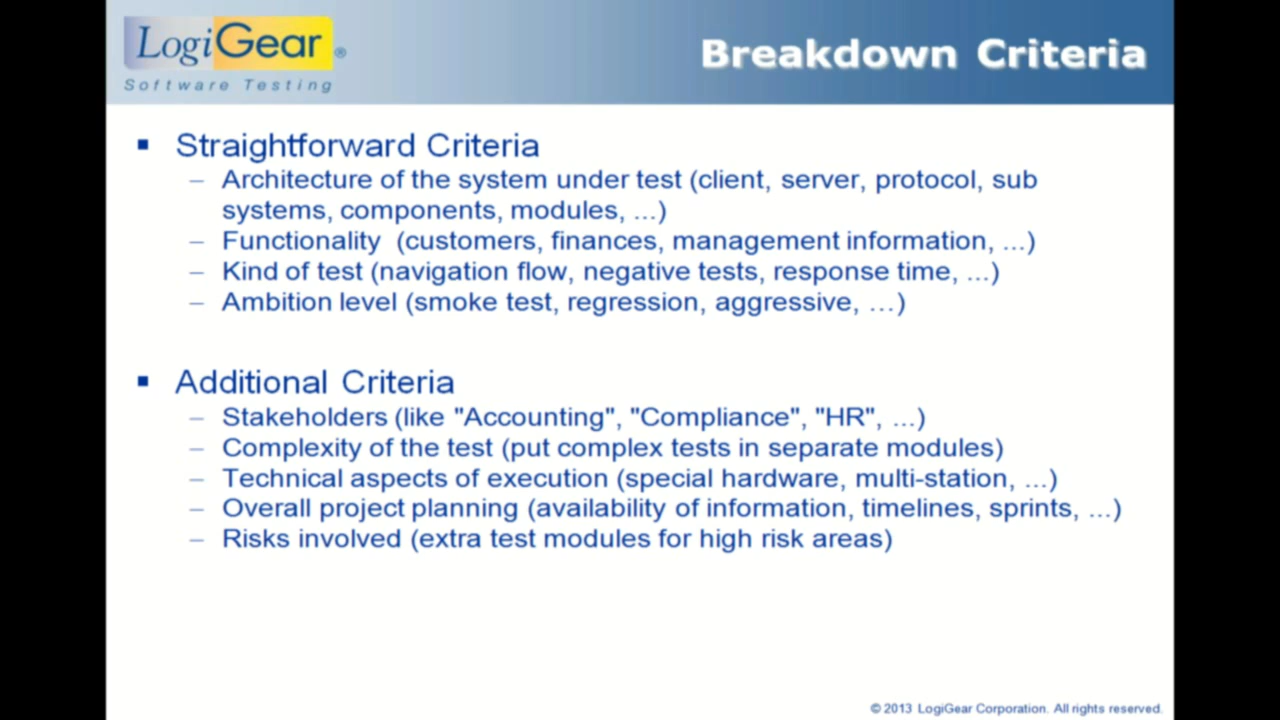 LogiGear ®
Software Testing
Breakdown Criteria
▪ Straightforward Criteria
– Architecture of the system under test (client, server, protocol, sub
systems, components, modules, ...)
– Functionality (customers, finances, management information, ...)
– Kind of test (navigation flow, negative tests, response time, ...)
– Ambition level (smoke test, regression, aggressive, …)
▪ Additional Criteria
– Stakeholders (like "Accounting", "Compliance", "HR", ...)
– Complexity of the test (put complex tests in separate modules)
– Technical aspects of execution (special hardware, multi-station, ...)
– Overall project planning (availability of information, timelines, sprints, ...)
– Risks involved (extra test modules for high risk areas)
© 2013 LogiGear Corporation. All rights reserved.